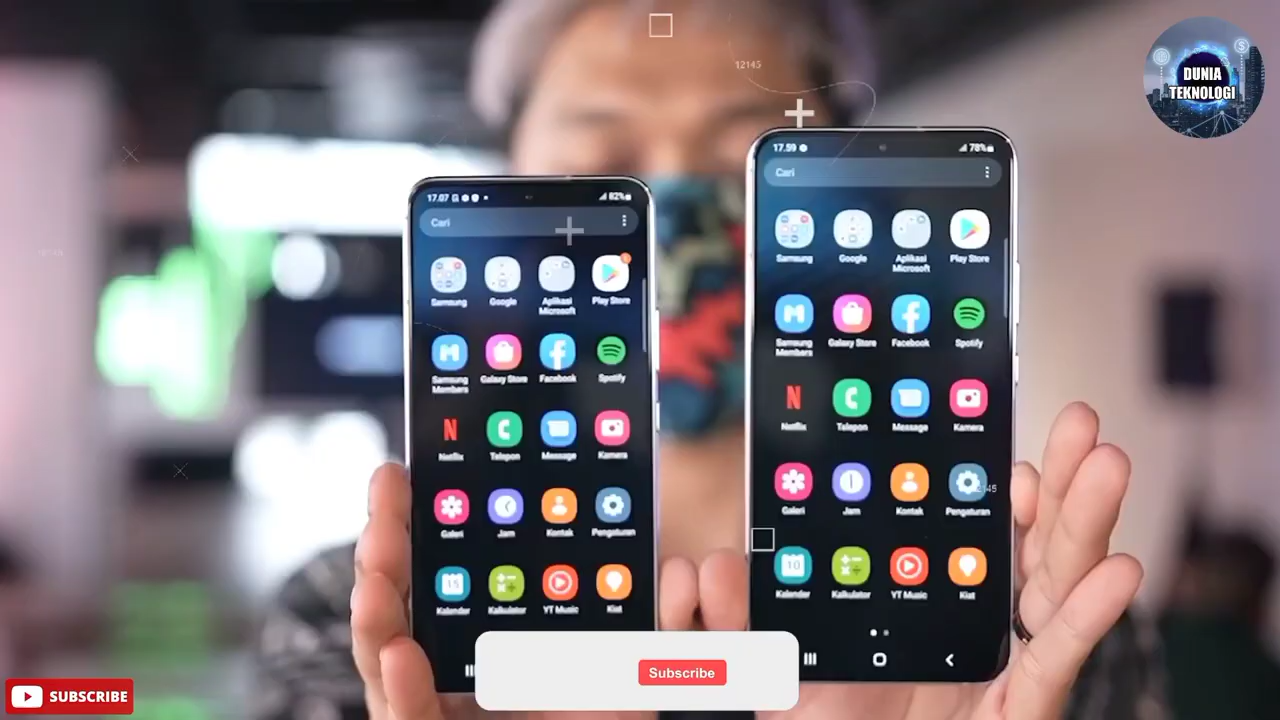 12145
DUNIA
TEKNOLOGI
17.07
82%
Cari
Samsung
Google
Aplikasi
Microsoft
Play Store
Samsung
Members
Galaxy Store
Facebook
Spotify
Netflix
Telepon
Message
Kamera
Galeri
Jam
Kontak
Pengaturan
15
Kalender
Kalkulator
YT Music
Kiat
17.59
78%
Cari
Samsung
Google
Aplikasi
Microsoft
Play Store
Samsung
Members
Galaxy Store
Facebook
Spotify
Netflix
Telepon
Message
Kamera
Galeri
Jam
Kontak
Pengaturan
10
Kalender
Kalkulator
YT Music
Kiat
Subscribe
SUBSCRIBE